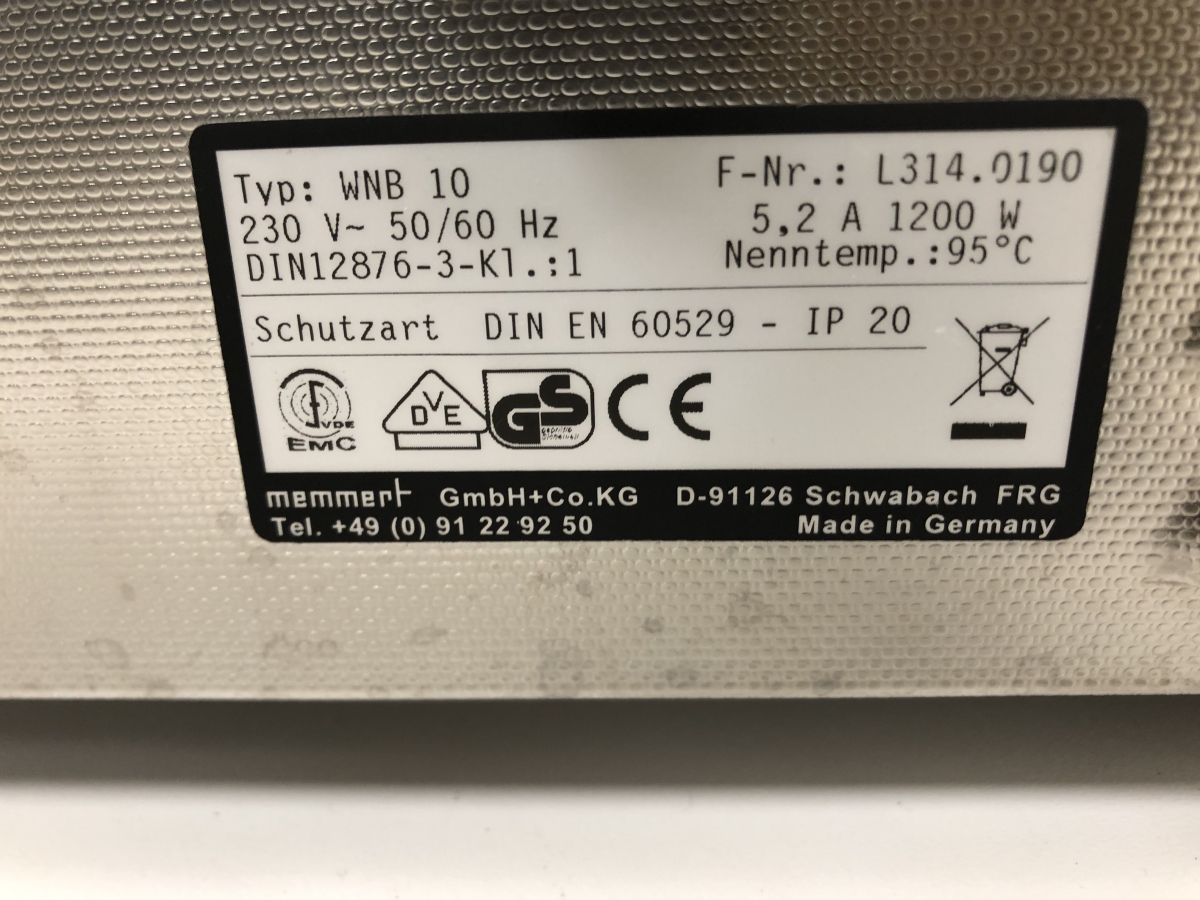 Typ: WNB 10 F-Nr.: L314.0190
230 V~ 50/60 Hz 5,2 A 1200 W
DIN12876-3-Kl.:1 Nenntemp.:95°C
Schutzart DIN EN 60529 - IP 20
VDE
EMC
DVE
GS
geprüfte
Sicherheit
CE
memmert GmbH+Co.KG D-91126 Schwabach FRG
Tel. +49 (0) 91 22 92 50 Made in Germany